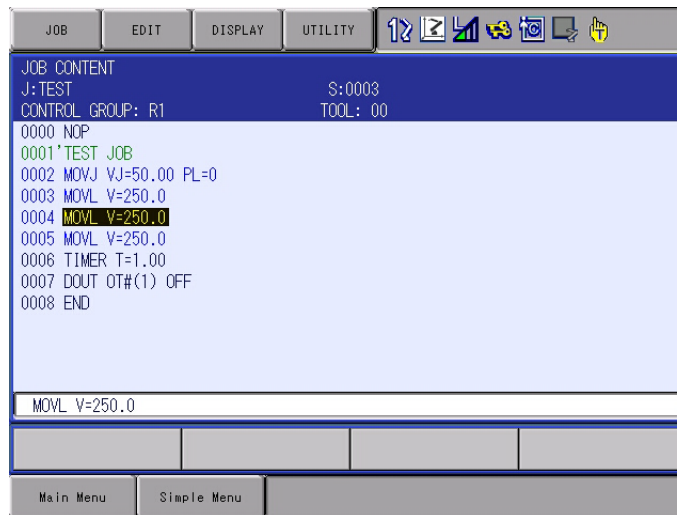 JOB EDIT DISPLAY UTILITY
JOB CONTENT
J:TEST S:0003
CONTROL GROUP: R1 TOOL: 00
0000 NOP
0001'TEST JOB
0002 MOVJ VJ=50.00 PL=0
0003 MOVL V=250.0
0004 MOVL V=250.0
0005 MOVL V=250.0
0006 TIMER T=1.00
0007 DOUT OT#(1) OFF
0008 END
MOVL V=250.0
Main Menu Simple Menu